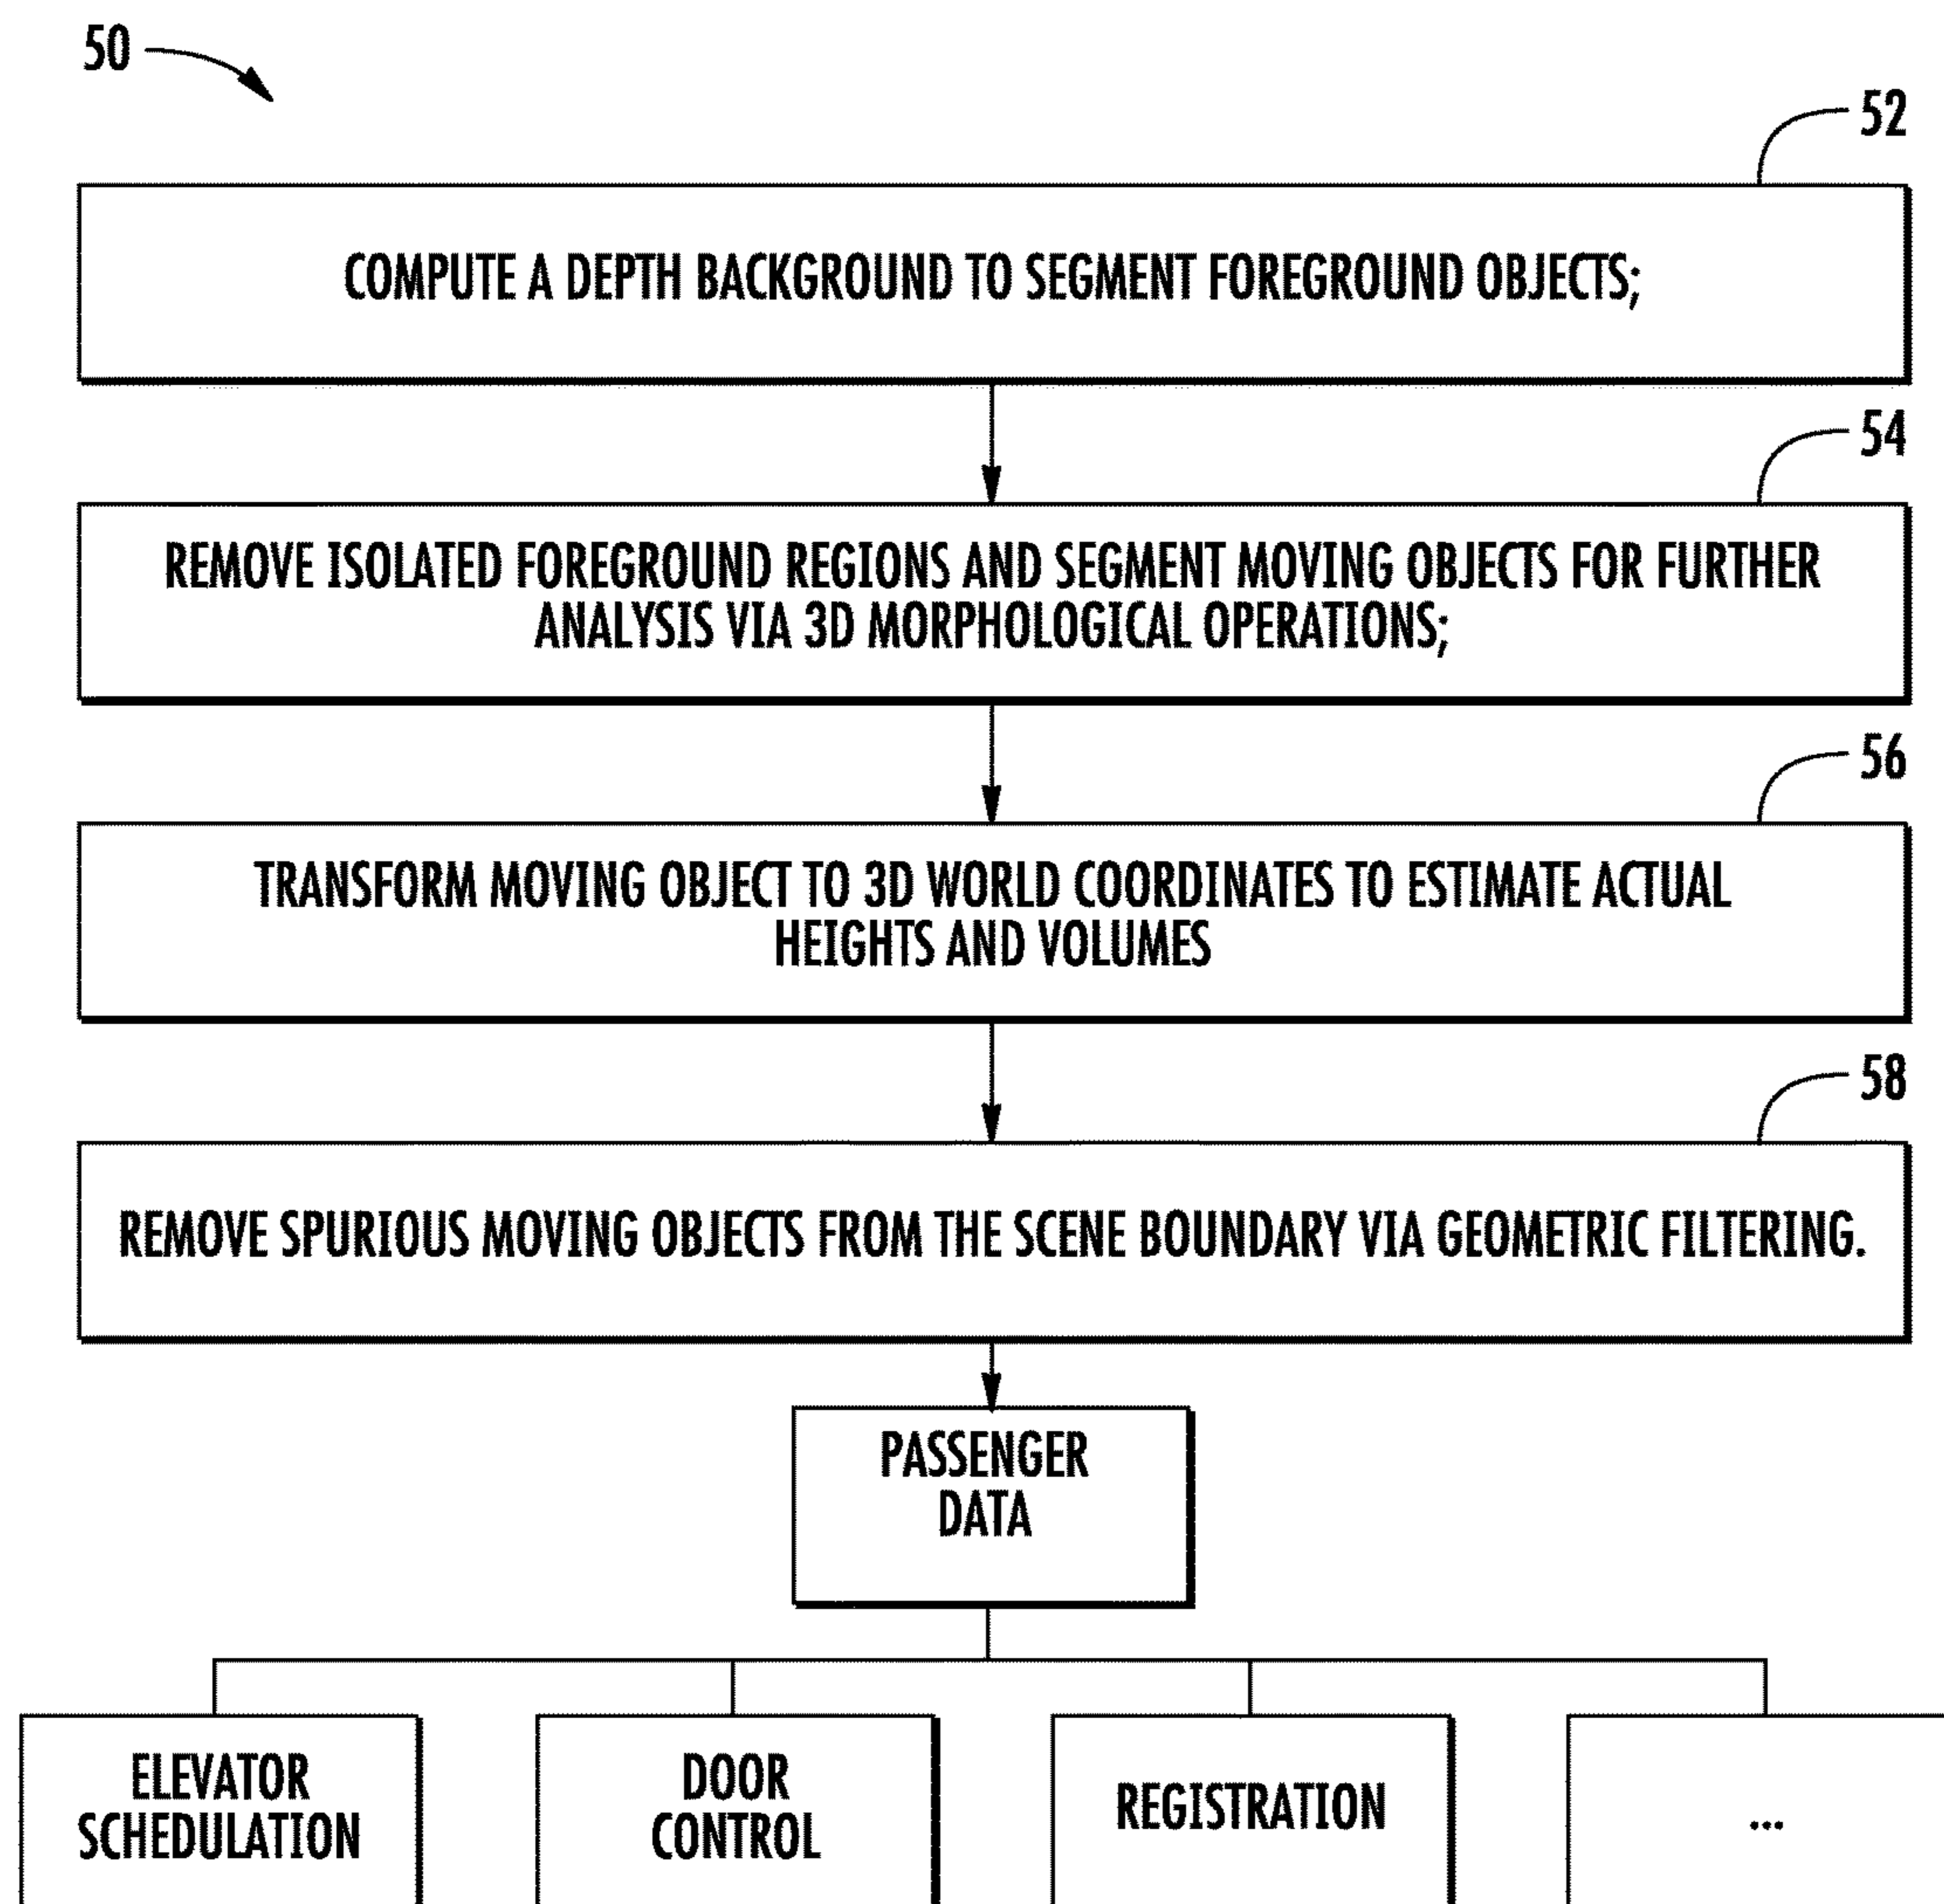 50
52
COMPUTE A DEPTH BACKGROUND TO SEGMENT FOREGROUND OBJECTS;
54
REMOVE ISOLATED FOREGROUND REGIONS AND SEGMENT MOVING OBJECTS FOR FURTHER
ANALYSIS VIA 3D MORPHOLOGICAL OPERATIONS;
56
TRANSFORM MOVING OBJECT TO 3D WORLD COORDINATES TO ESTIMATE ACTUAL
HEIGHTS AND VOLUMES
58
REMOVE SPURIOUS MOVING OBJECTS FROM THE SCENE BOUNDARY VIA GEOMETRIC FILTERING.
PASSENGER
DATA
ELEVATOR
SCHEDULATION
DOOR
CONTROL
REGISTRATION
...